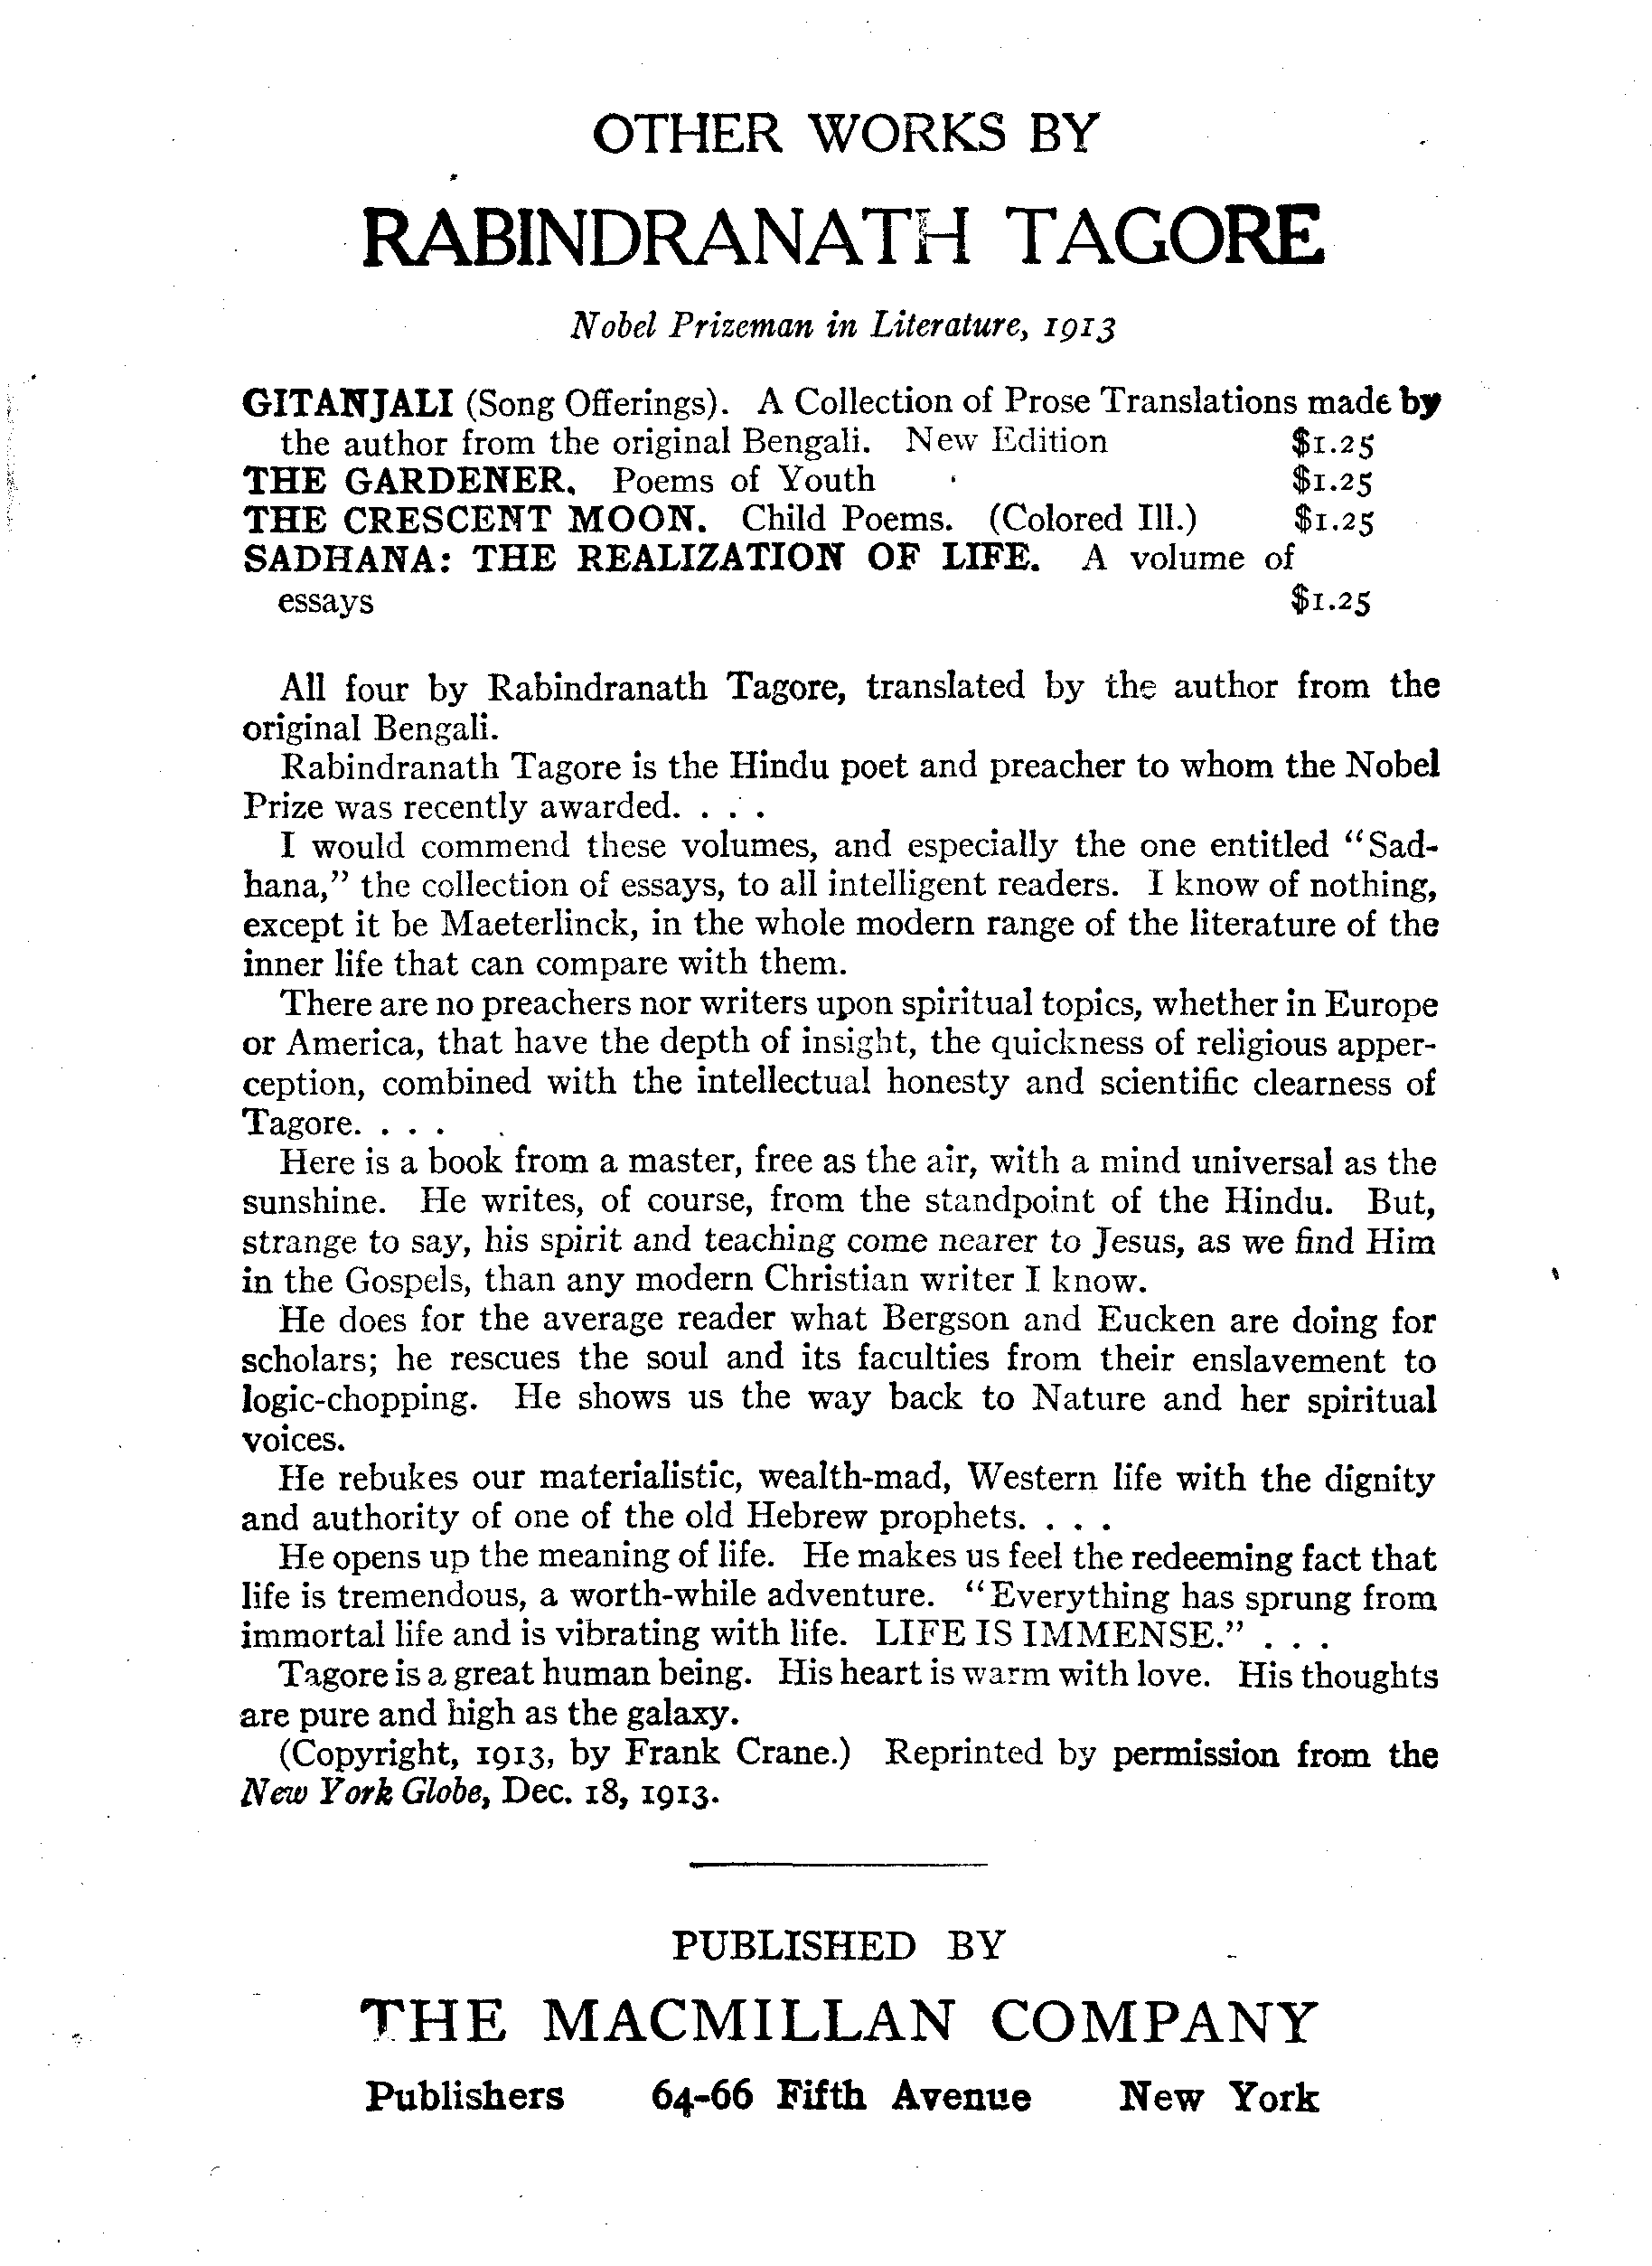 OTHER WORKS BY
RABINDRANATH TAGORE
Nobel Prizeman in Literature, 1913
GITANJALI (Song Offerings). A Collection of Prose Translations made by
the author from the original Bengali. New Edition $1.25
THE GARDENER. Poems of Youth $1.25
THE CRESCENT MOON. Child Poems. (Colored Ill.) $1.25
SADHANA: THE REALIZATION OF LIFE. A volume of
essays $1.25
All four by Rabindranath Tagore, translated by the author from the
original Bengali.
Rabindranath Tagore is the Hindu poet and preacher to whom the Nobel
Prize was recently awarded. . . .
I would commend these volumes, and especially the one entitled "Sad-
hana," the collection of essays, to all intelligent readers. I know of nothing,
except it be Maeterlinck, in the whole modern range of the literature of the
inner life that can compare with them.
There are no preachers nor writers upon spiritual topics, whether in Europe
or America, that have the depth of insight, the quickness of religious apper-
ception, combined with the intellectual honesty and scientific clearness of
Tagore. . . .
Here is a book from a master, free as the air, with a mind universal as the
sunshine. He writes, of course, from the standpoint of the Hindu. But,
strange to say, his spirit and teaching come nearer to Jesus, as we find Him
in the Gospels, than any modern Christian writer I know.
He does for the average reader what Bergson and Eucken are doing for
scholars; he rescues the soul and its faculties from their enslavement to
logic-chopping. He shows us the way back to Nature and her spiritual
voices.
He rebukes our materialistic, wealth-mad, Western life with the dignity
and authority of one of the old Hebrew prophets. . . .
He opens up the meaning of life. He makes us feel the redeeming fact that
life is tremendous, a worth-while adventure. "Everything has sprung from
immortal life and is vibrating with life. LIFE IS IMMENSE." . . .
Tagore is a great human being. His heart is warm with love. His thoughts
are pure and high as the galaxy.
(Copyright, 1913, by Frank Crane.) Reprinted by permission from the
New York Globe, Dec. 18, 1913.
PUBLISHED BY
THE MACMILLAN COMPANY
Publishers 64-66 Fifth Avenue New York